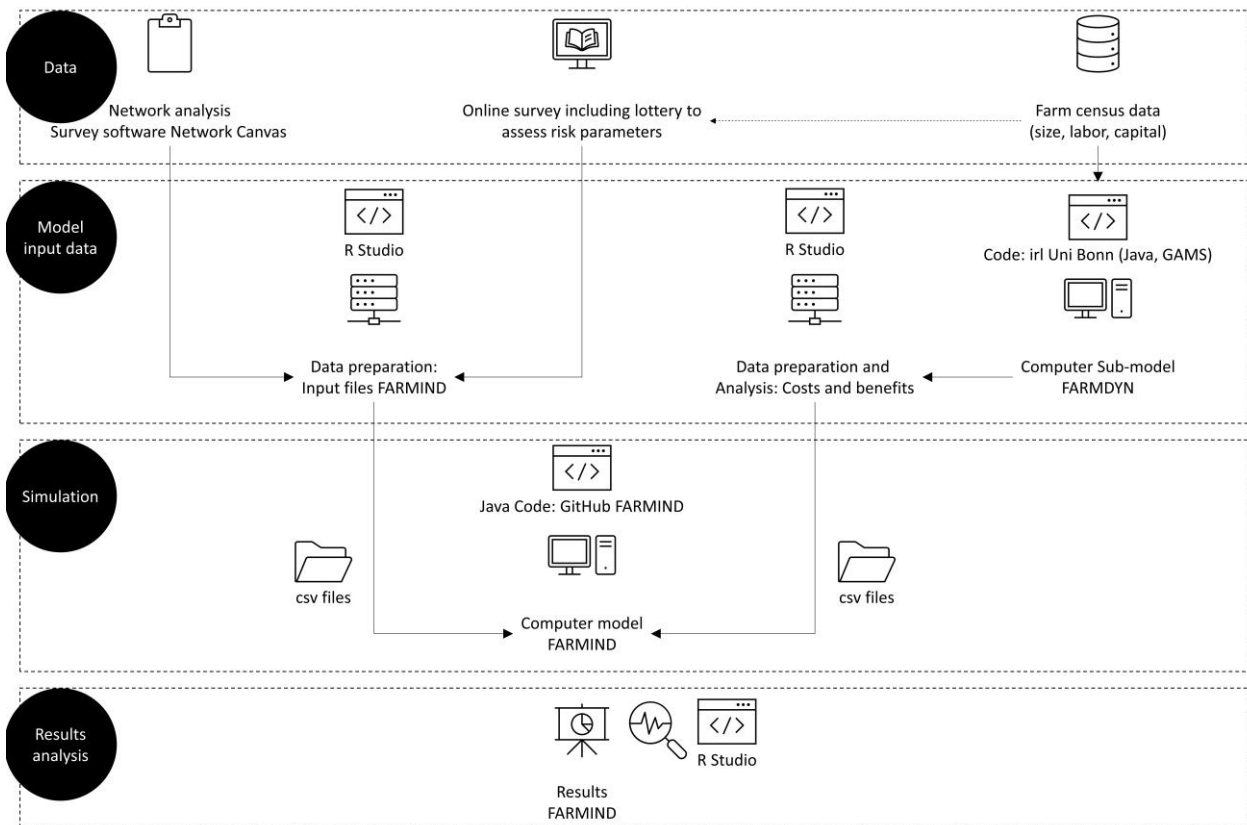 Data
Network analysis
Survey software Network Canvas
Online survey including lottery to
assess risk parameters
Farm census data
(size, labor, capital)
Model
input data
</>
R Studio
</>
R Studio
</>
Code: irl Uni Bonn (Java, GAMS)
Data preparation:
Input files FARMIND
Data preparation and
Analysis: Costs and benefits
Computer Sub-model
FARMDYN
Simulation
</>
Java Code: GitHub FARMIND
csv files
csv files
Computer model
FARMIND
Results
analysis
</>
R Studio
Results
FARMIND